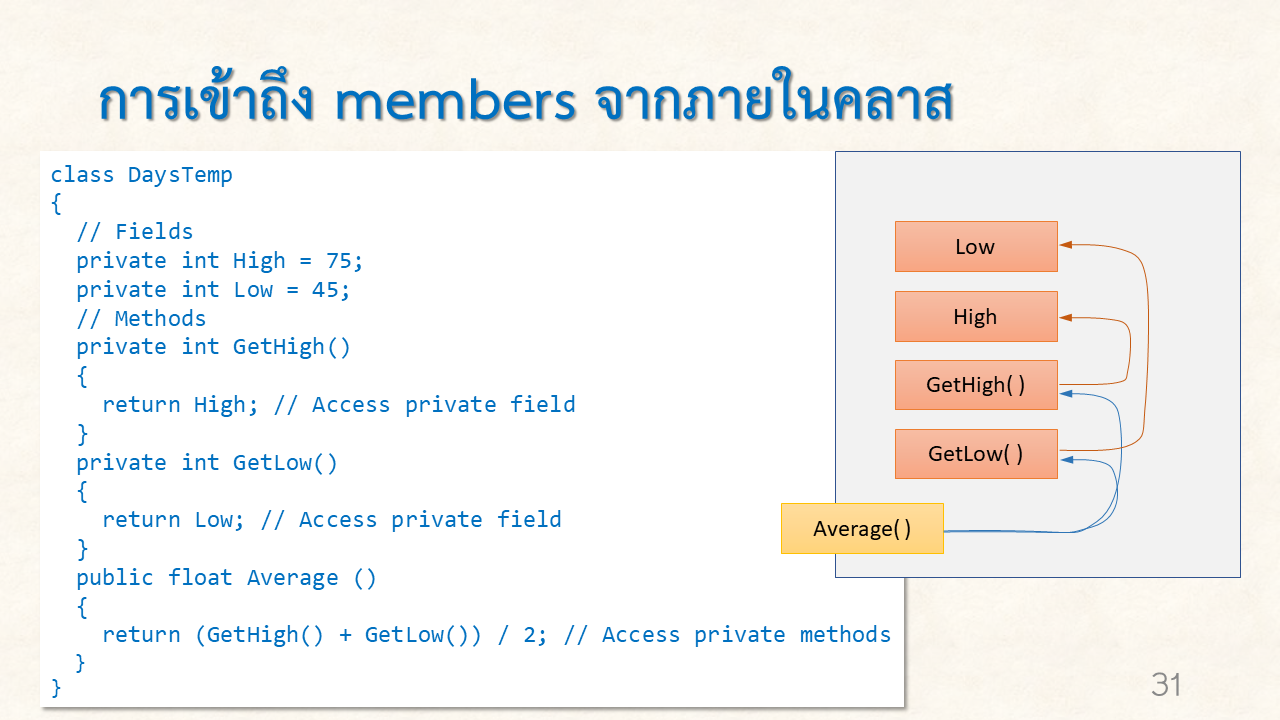 การเข้าถึง members จากภายในคลาส
class DaysTemp
{
  // Fields
  private int High = 75;
  private int Low = 45;
  // Methods
  private int GetHigh()
  {
    return High; // Access private field
  }
  private int GetLow()
  {
    return Low; // Access private field
  }
  public float Average ()
  {
    return (GetHigh() + GetLow()) / 2; // Access private methods
  }
}
Low
High
GetHigh( )
GetLow( )
Average( )
31